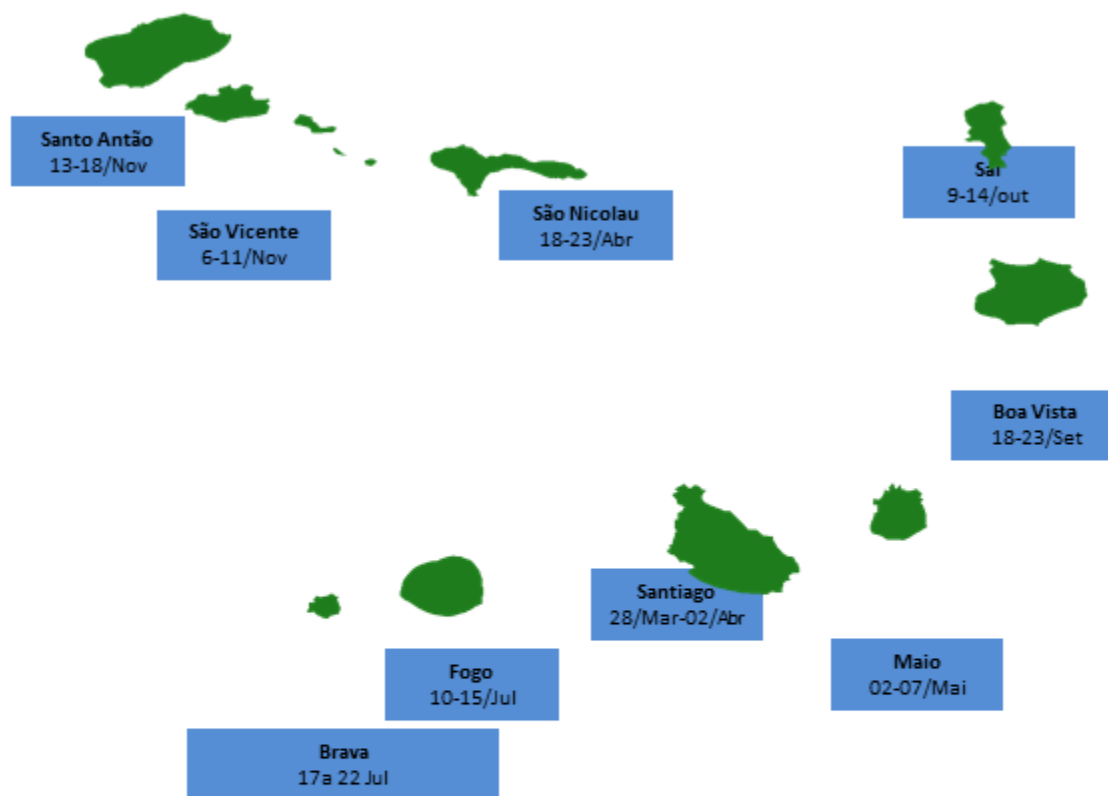 Santo Antão
13-18/Nov
São Vicente
6-11/Nov
São Nicolau
18-23/Abr
Sal
9-14/out
Boa Vista
18-23/Set
Santiago
28/Mar-02/Abr
Maio
02-07/Mai
Fogo
10-15/Jul
Brava
17a 22 Jul